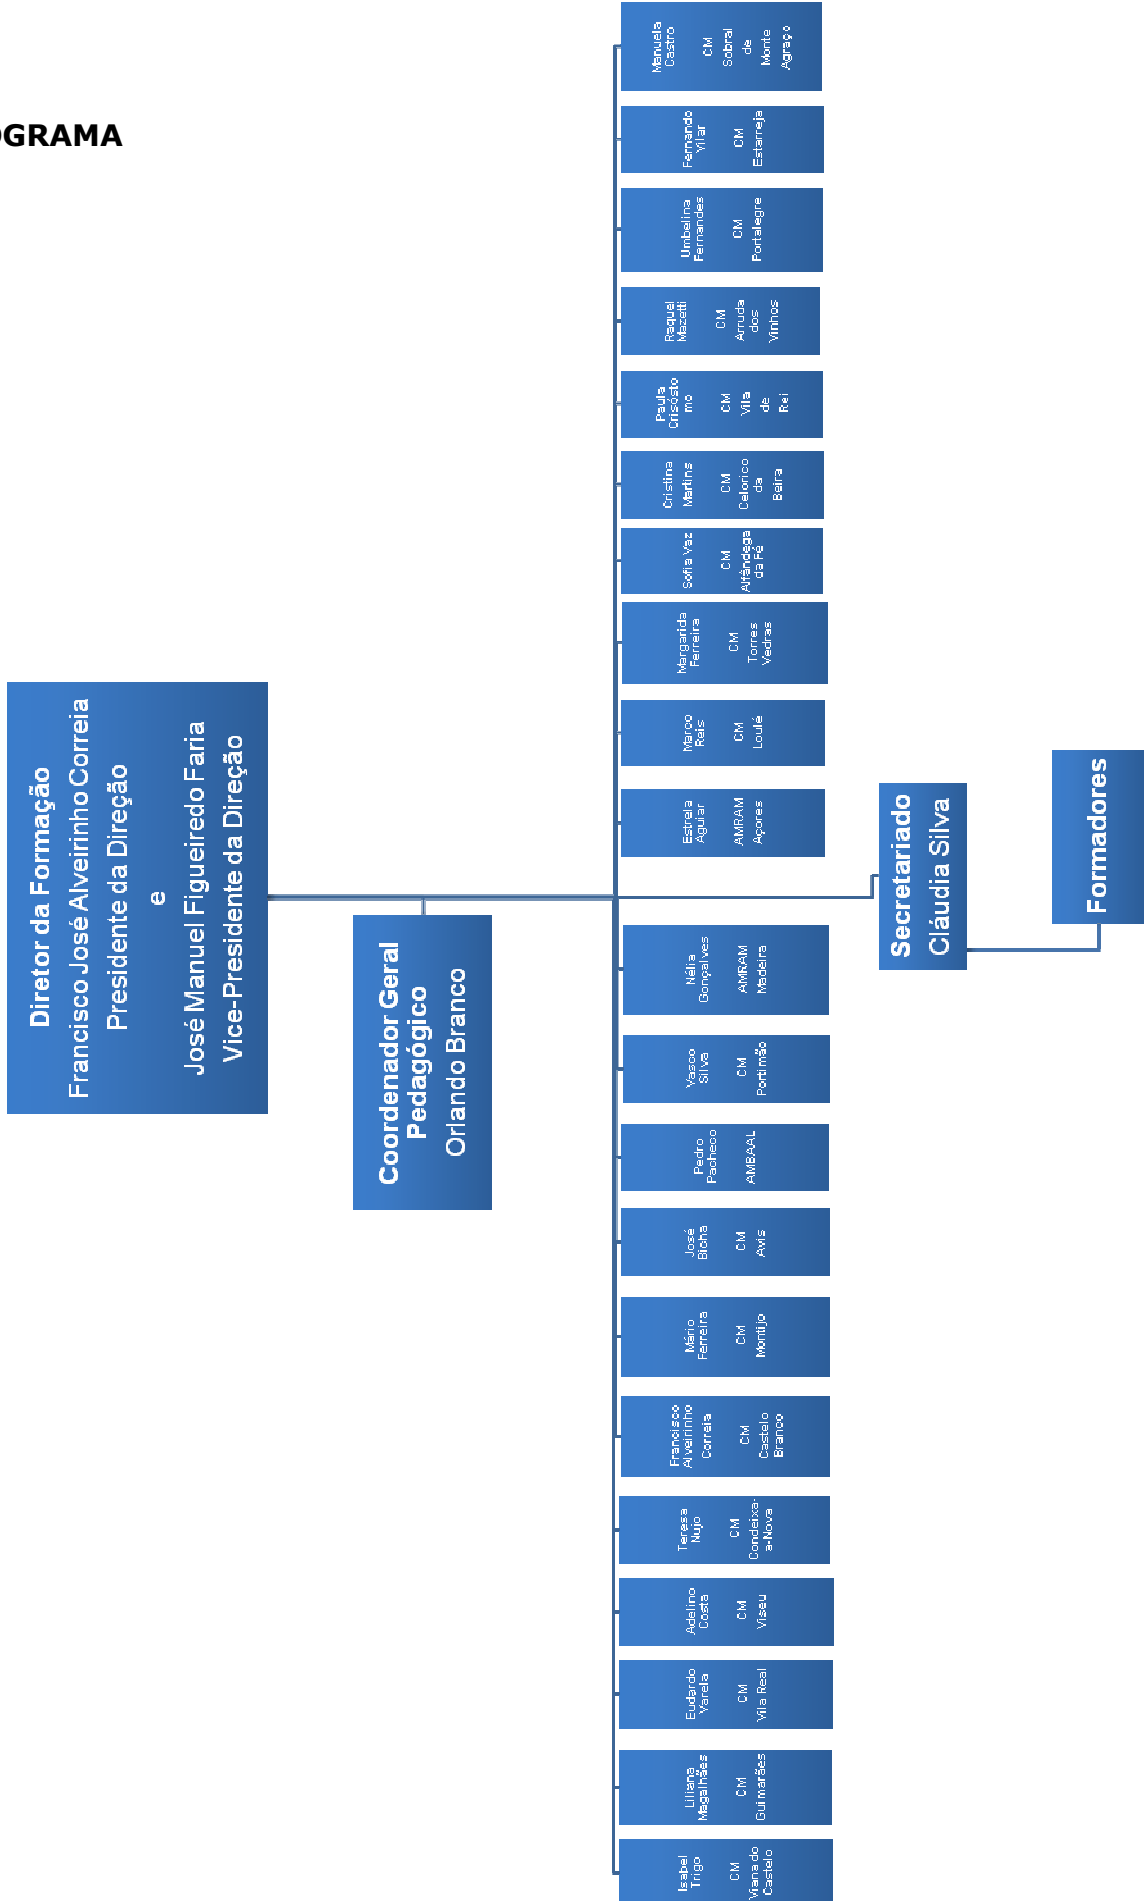 OGRAMA
Diretor da Formação
Francisco José Alveirinho Correia
Presidente da Direção
e
José Manuel Figueiredo Faria
Vice-Presidente da Direção
Coordenador Geral
Pedagógico
Orlando Branco
Isabel
Trigo
CM
Viana do
Castelo
Liliana
Magalhães
CM
Guimarães
Eudardo
Varela
CM
Vila Real
Adelino
Costa
CM
Viseu
Teresa
Nujo
CM
Condeixa-
a-Nova
Francisco
Alveirinho
Correia
CM
Castelo
Branco
Mário
Ferreira
CM
Montijo
José
Bicha
CM
Avis
Pedro
Pacheco
AMBAAL
Vasco
Silva
CM
Portimão
Nélia
Gonçalves
AMRAM
Madeira
Estrela
Aguiar
AMRAM
Açores
Marco
Reis
CM
Loulé
Margarida
Ferreira
CM
Torres
Vedras
Sofia Vaz
CM
Alfândega
da Fé
Cristina
Martins
CM
Celorico
da
Beira
Paula
Crisósto
mo
CM
Vila
de
Rei
Raquel
Mazetti
CM
Arruda
dos
Vinhos
Umbelina
Fernandes
CM
Portalegre
Fernando
Vilar
CM
Estarreja
Manuela
Castro
CM
Sobral
de
Monte
Agraço
Secretariado
Cláudia Silva
Formadores